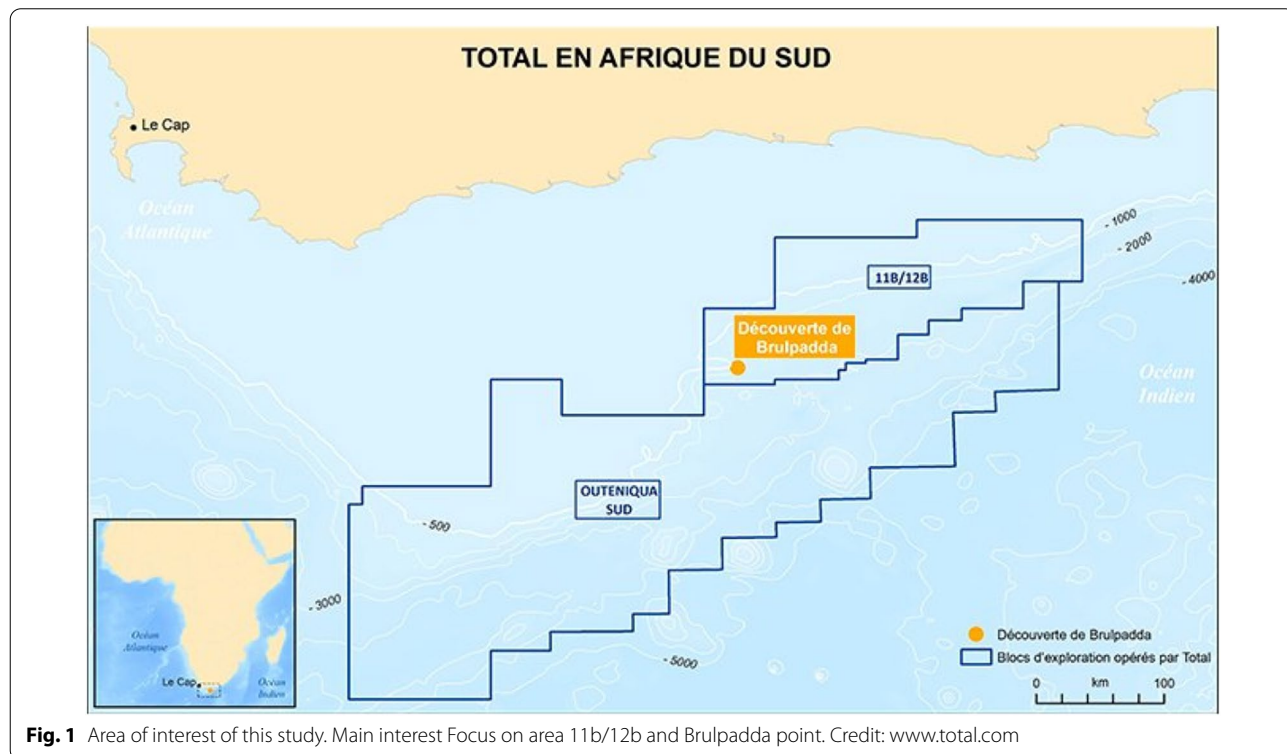 TOTAL EN AFRIQUE DU SUD
Le Cap
Océan
Atlantique
- 1000
- 2000
- 4000
11B/12B
Découverte de
Brulpadda
Océan
Indien
OUTENIQUA
SUD
- 500
- 3000
- 5000
Océan
Atlantique
Le Cap
Océan
Indien
Découverte de Brulpadda
Blocs d'exploration opérés par Total
0 km 100
Fig. 1 Area of interest of this study. Main interest Focus on area 11b/12b and Brulpadda point. Credit: www.total.com